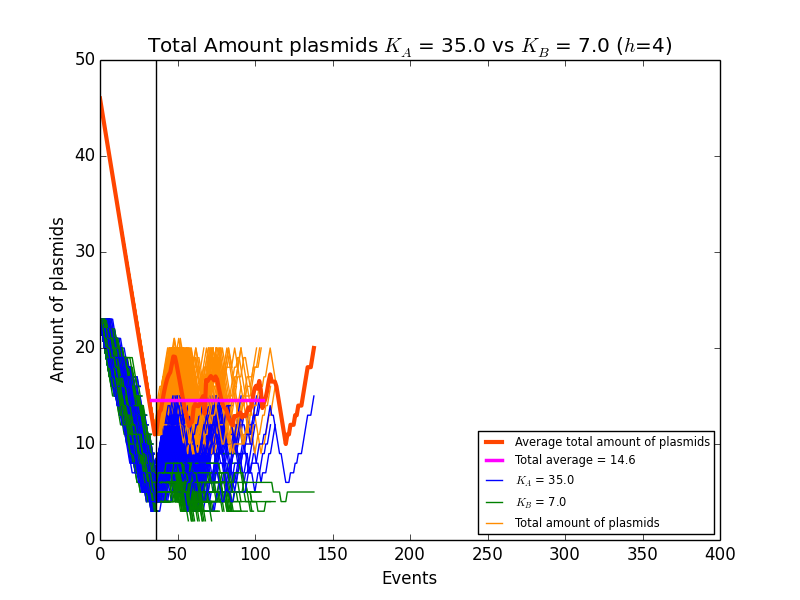 Total Amount plasmids K_A = 35.0 vs K_B = 7.0 (h=4)
50
40
30
20
10
0
Amount of plasmids
0 50 100 150 200 250 300 350 400
Events
Average total amount of plasmids
Total average = 14.6
K_A = 35.0
K_B = 7.0
Total amount of plasmids